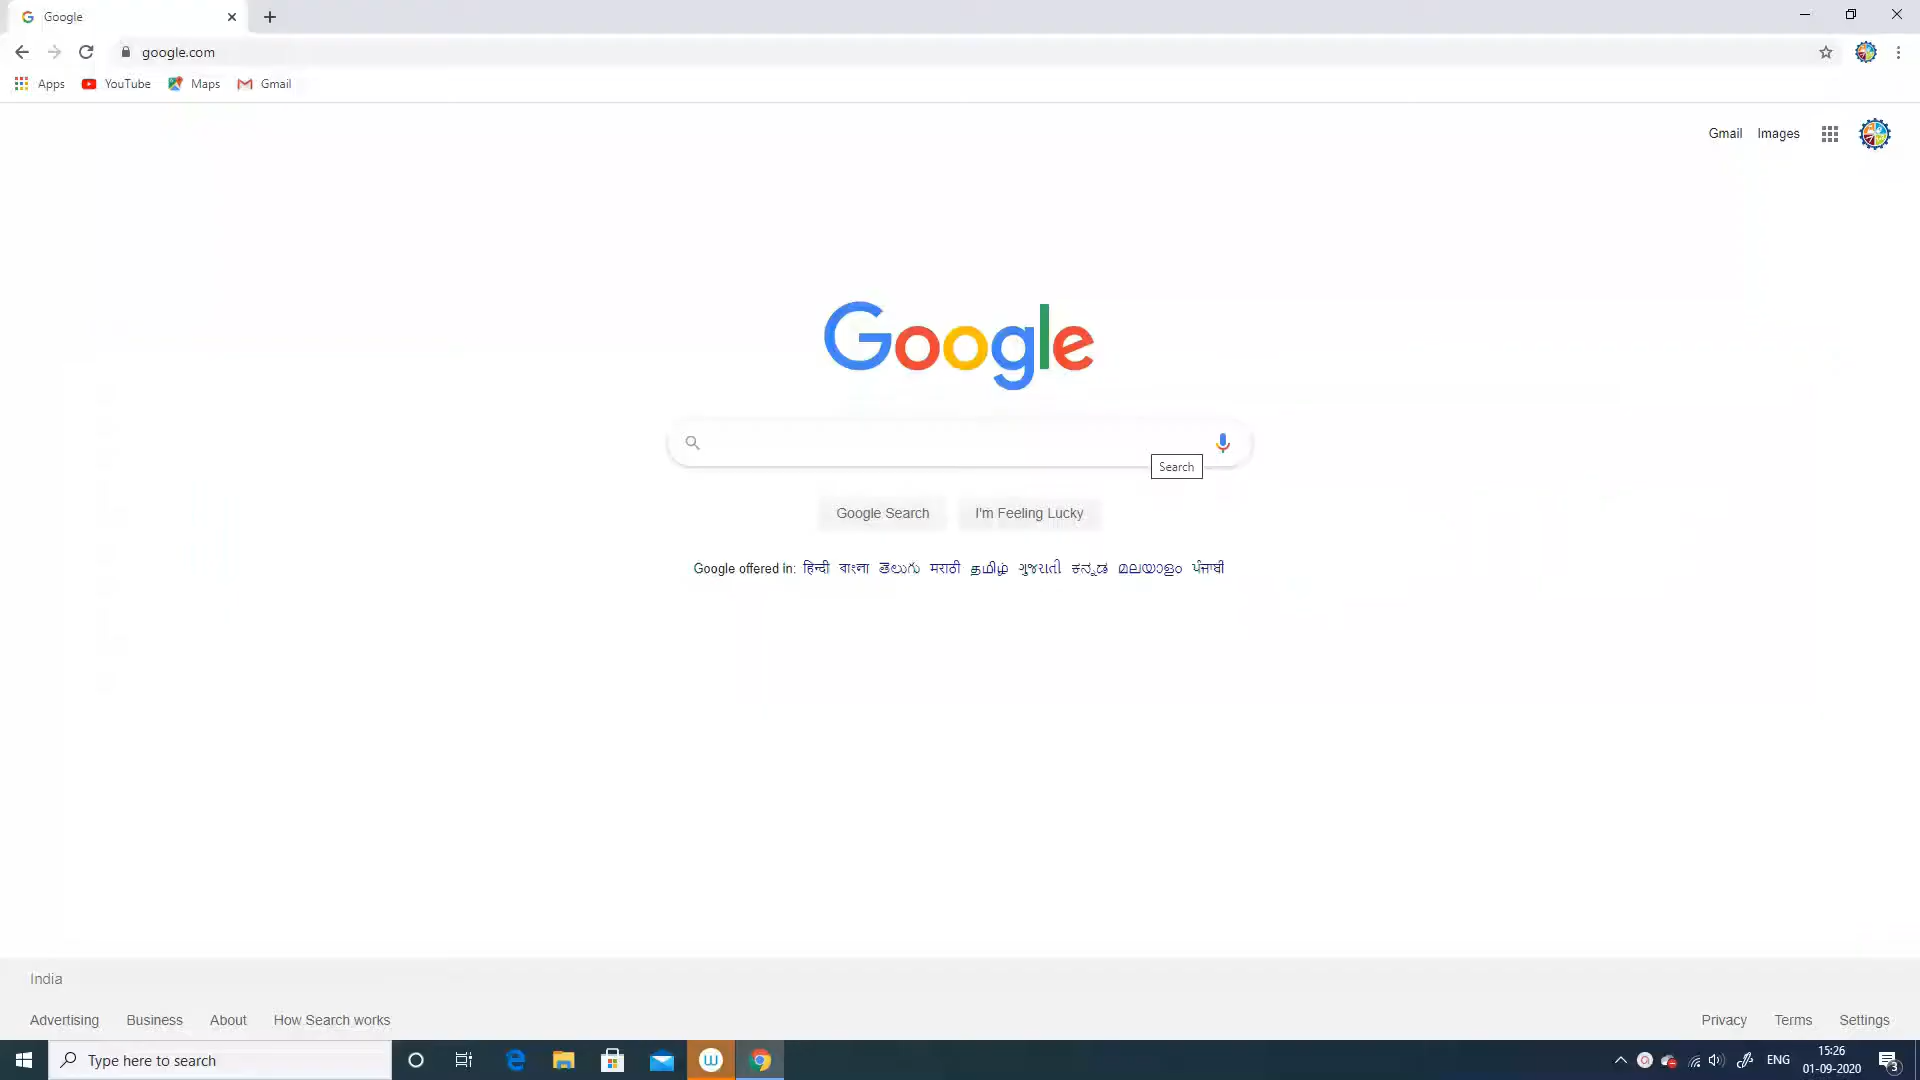 Google
google.com
Apps YouTube Maps Gmail
Gmail Images
Google
Search
Google Search I'm Feeling Lucky
Google offered in: हिन्दी বাংলা తెలుగు मराठी தமிழ் ગુજરાતી ಕನ್ನಡ മലയാളം ਪੰਜਾਬੀ
India
Advertising Business About How Search works Privacy Terms Settings
Type here to search
ENG
15:26
01-09-2020
3